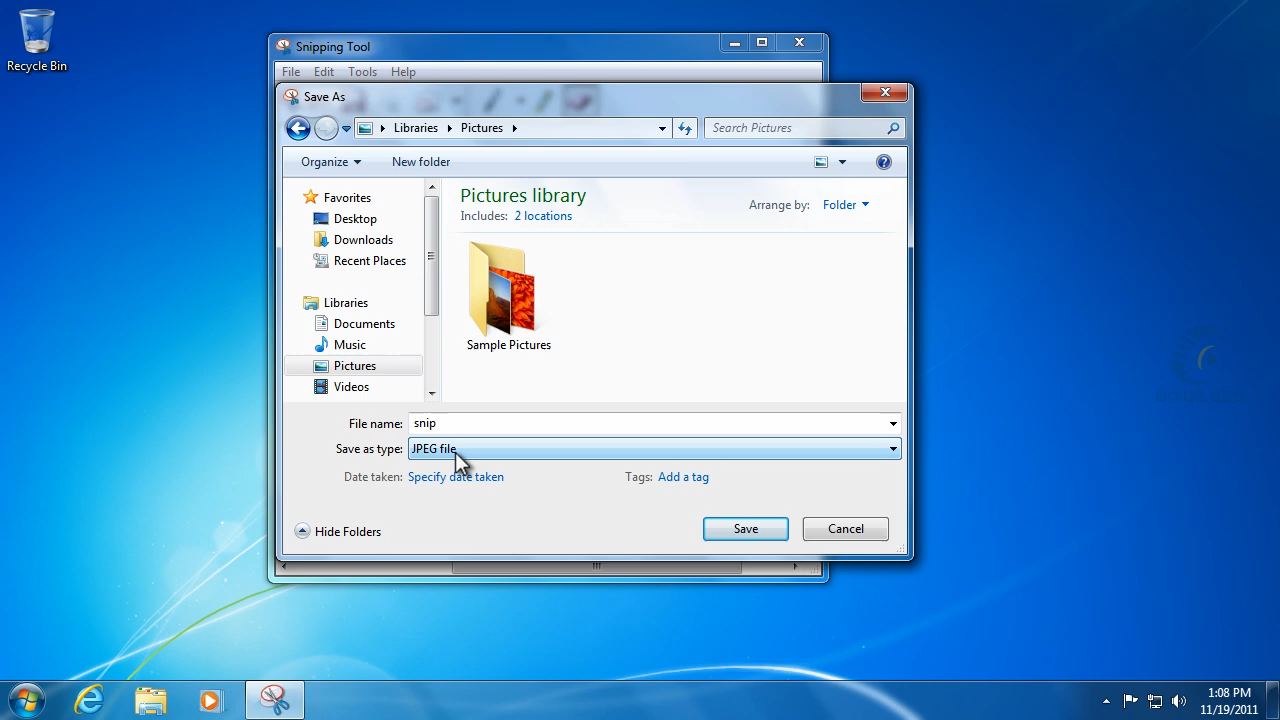 Recycle Bin
Snipping Tool
File Edit Tools Help
Save As
Libraries Pictures
Search Pictures
Organize New folder
Favorites
Desktop
Downloads
Recent Places
Libraries
Documents
Music
Pictures
Videos
Pictures library
Includes: 2 locations
Arrange by: Folder
Sample Pictures
File name: snip
Save as type: JPEG file
Date taken: Specify date taken
Tags: Add a tag
Hide Folders
Save
Cancel
1:08 PM
11/19/2011